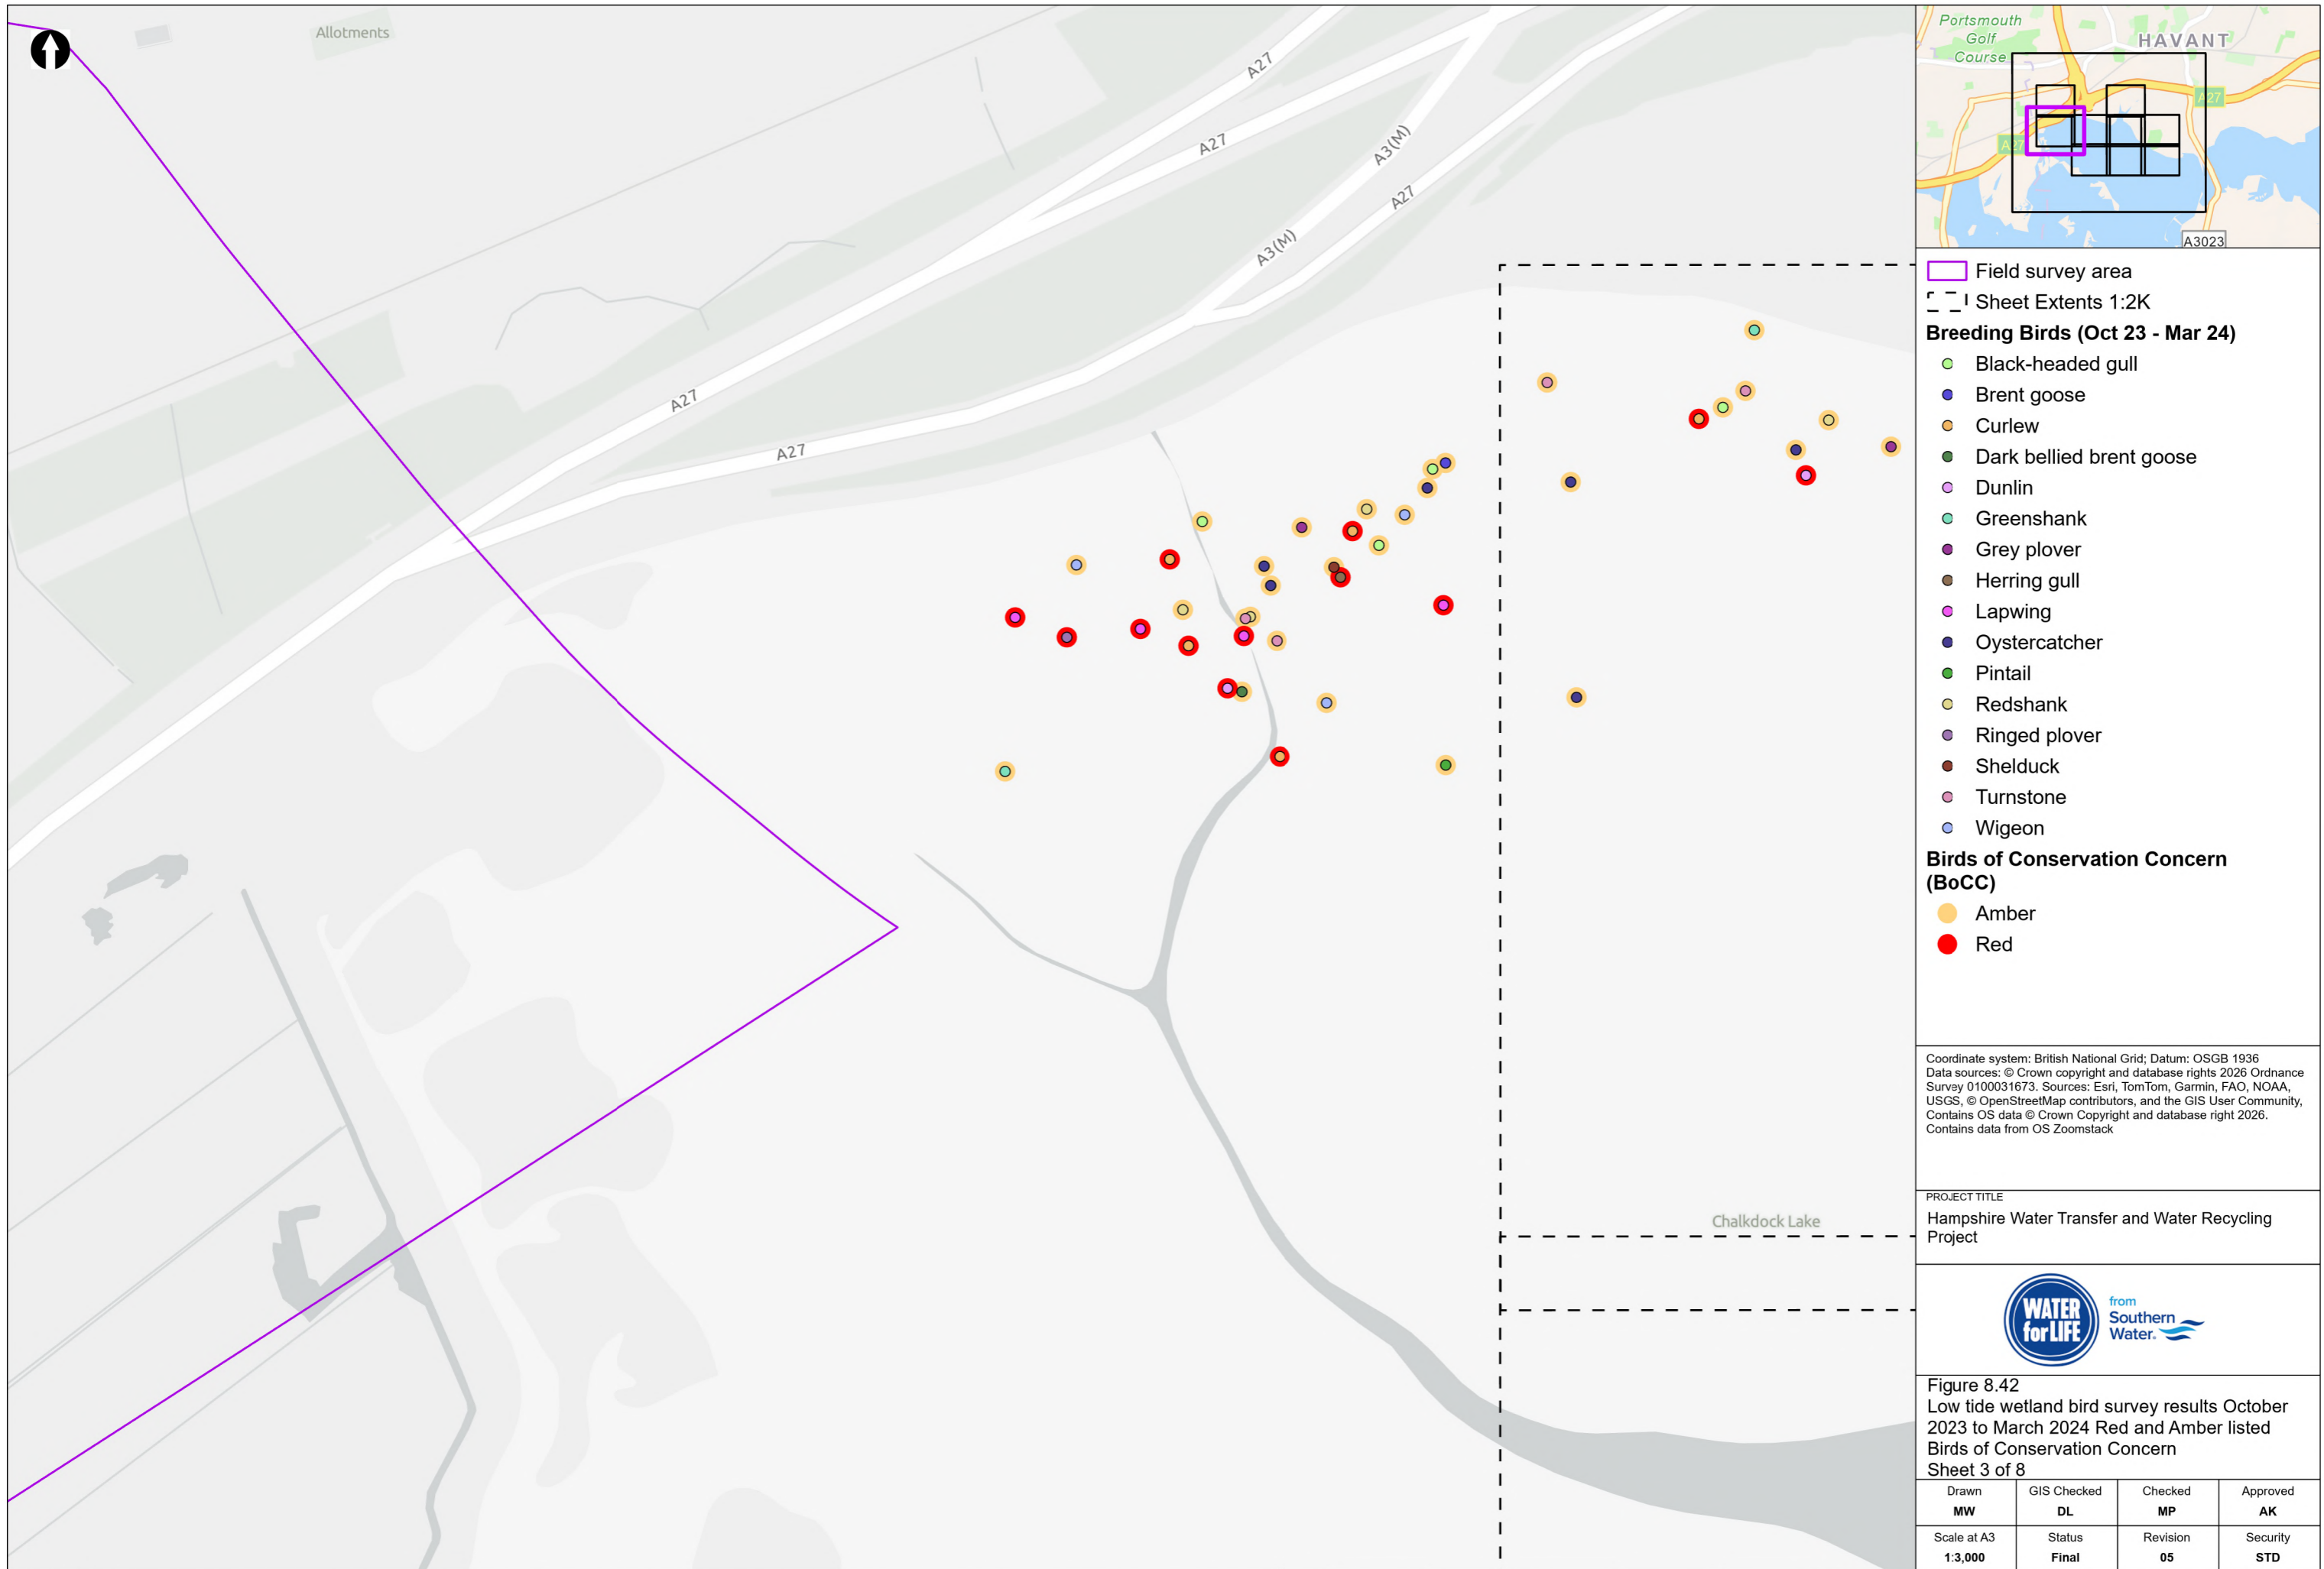 Allotments
A27
A27
A3(M)
A27
A3(M)
A27
A27
Chalkdock Lake
Portsmouth
Golf
Course
HAVANT
A27
A27
A3023
Field survey area
Sheet Extents 1:2K
Breeding Birds (Oct 23 - Mar 24)
Black-headed gull
Brent goose
Curlew
Dark bellied brent goose
Dunlin
Greenshank
Grey plover
Herring gull
Lapwing
Oystercatcher
Pintail
Redshank
Ringed plover
Shelduck
Turnstone
Wigeon
Birds of Conservation Concern
(BoCC)
Amber
Red
Coordinate system: British National Grid; Datum: OSGB 1936
Data sources: © Crown copyright and database rights 2026 Ordnance
Survey 0100031673. Sources: Esri, TomTom, Garmin, FAO, NOAA,
USGS, © OpenStreetMap contributors, and the GIS User Community,
Contains OS data © Crown Copyright and database right 2026.
Contains data from OS Zoomstack
PROJECT TITLE
Hampshire Water Transfer and Water Recycling
Project
WATER
for LIFE
from
Southern
Water.
Figure 8.42
Low tide wetland bird survey results October
2023 to March 2024 Red and Amber listed
Birds of Conservation Concern
Sheet 3 of 8
Drawn GIS Checked Checked Approved
MW DL MP AK
Scale at A3 Status Revision Security
1:3,000 Final 05 STD